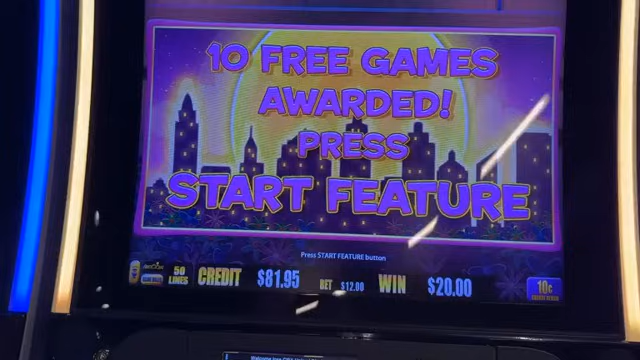 10 FREE GAMES
AWARDED!
PRESS
START FEATURE
Press START FEATURE button
50 LINES CREDIT $81.95 BET $12.00 WIN $20.00 10¢